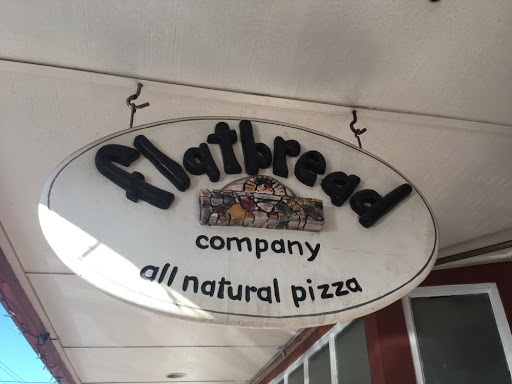 flatbread
company
all natural pizza